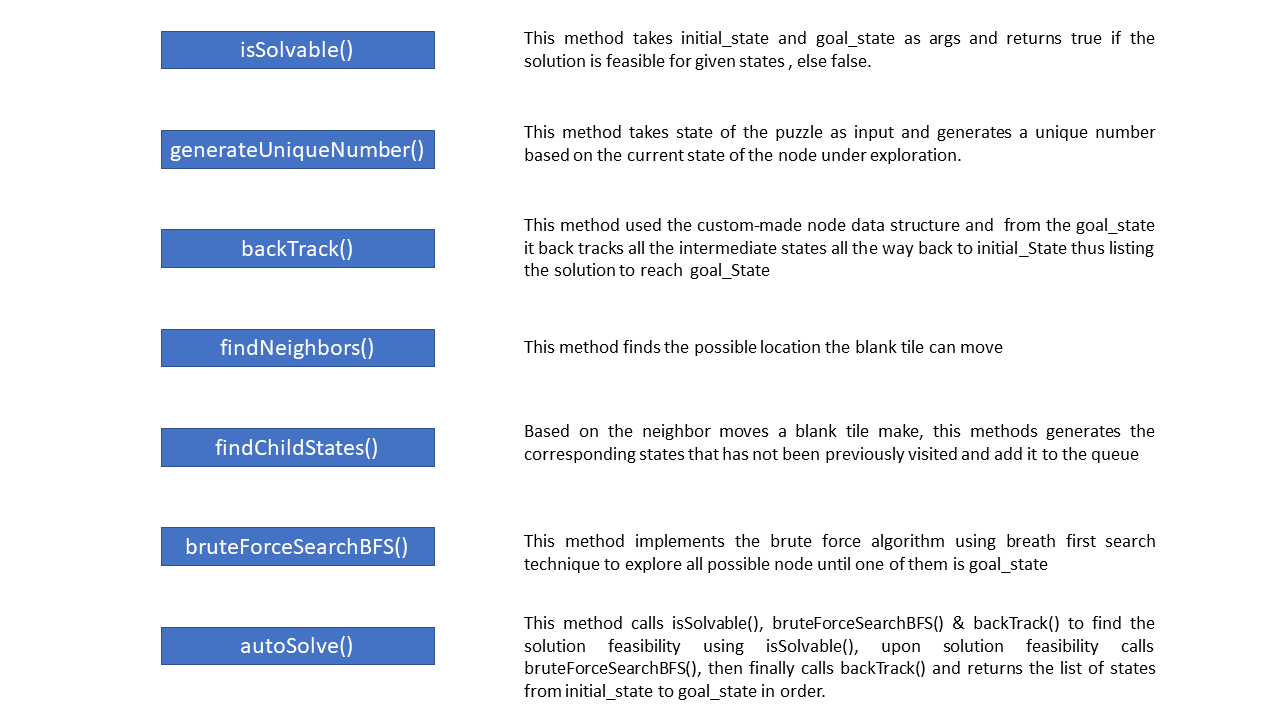 isSolvable()
This method takes initial_state and goal_state as args and returns true if the
solution is feasible for given states , else false.
generateUniqueNumber()
This method takes state of the puzzle as input and generates a unique number
based on the current state of the node under exploration.
backTrack()
This method used the custom-made node data structure and from the goal_state
it back tracks all the intermediate states all the way back to initial_State thus listing
the solution to reach goal_State
findNeighbors()
This method finds the possible location the blank tile can move
findChildStates()
Based on the neighbor moves a blank tile make, this methods generates the
corresponding states that has not been previously visited and add it to the queue
bruteForceSearchBFS()
This method implements the brute force algorithm using breath first search
technique to explore all possible node until one of them is goal_state
autoSolve()
This method calls isSolvable(), bruteForceSearchBFS() & backTrack() to find the
solution feasibility using isSolvable(), upon solution feasibility calls
bruteForceSearchBFS(), then finally calls backTrack() and returns the list of states
from initial_state to goal_state in order.